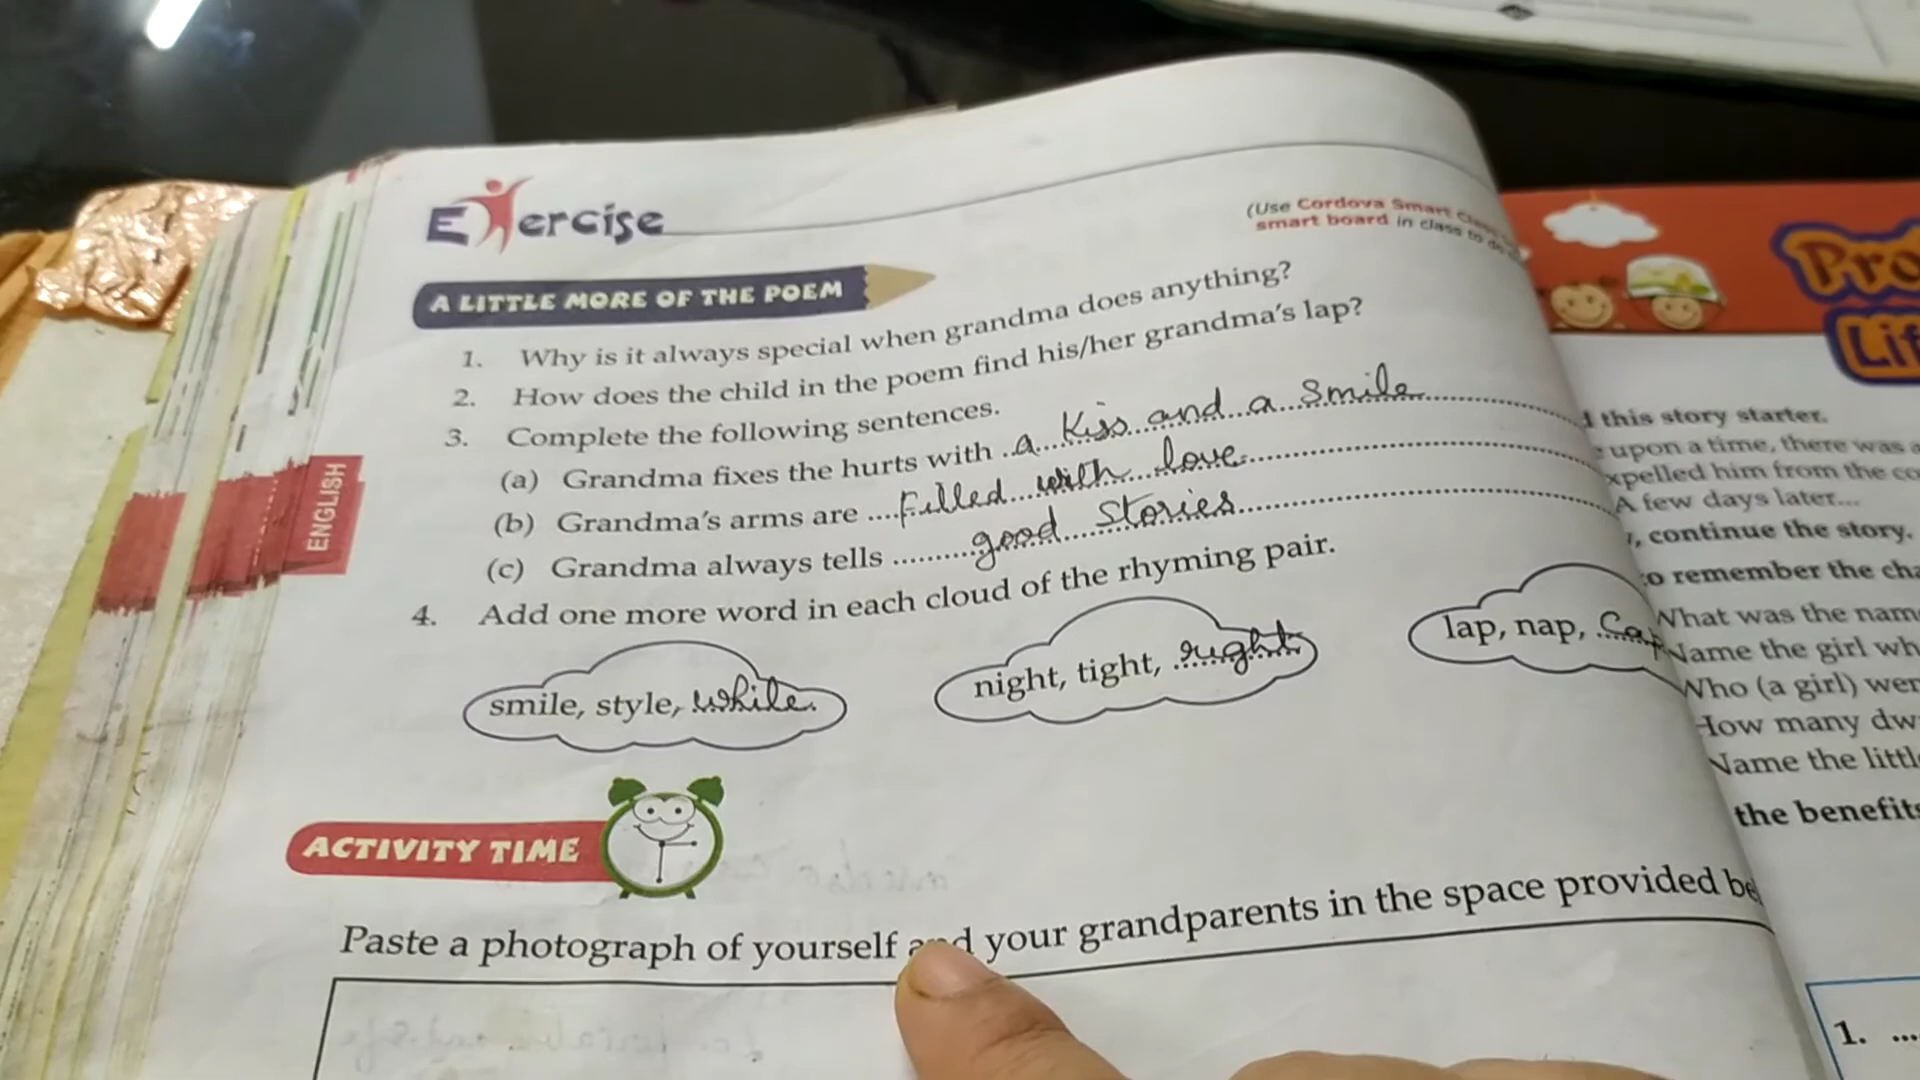 Exercise
(Use Cordova Smart Class
smart board in class to do
A LITTLE MORE OF THE POEM
1. Why is it always special when grandma does anything?
2. How does the child in the poem find his/her grandma's lap?
3. Complete the following sentences.
(a) Grandma fixes the hurts with a Kiss and a Smile
(b) Grandma's arms are filled with love
(c) Grandma always tells good Stories
4. Add one more word in each cloud of the rhyming pair.
smile, style, while.
night, tight, right
lap, nap, Cap
ENGLISH
ACTIVITY TIME
Paste a photograph of yourself and your grandparents in the space provided be
Pro
Lif
this story starter.
upon a time, there was a
xpelled him from the co
A few days later...
, continue the story.
o remember the cha
What was the nam
Name the girl wh
Who (a girl) wer
How many dw
Name the little
the benefits
1. ....